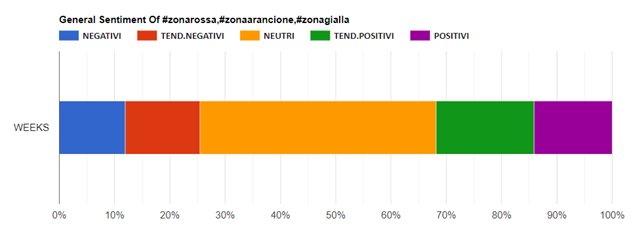 General Sentiment Of #zonarossa,#zonaarancione,#zonagialla
NEGATIVI TEND.NEGATIVI NEUTRI TEND.POSITIVI POSITIVI
WEEKS
0% 10% 20% 30% 40% 50% 60% 70% 80% 90% 100%